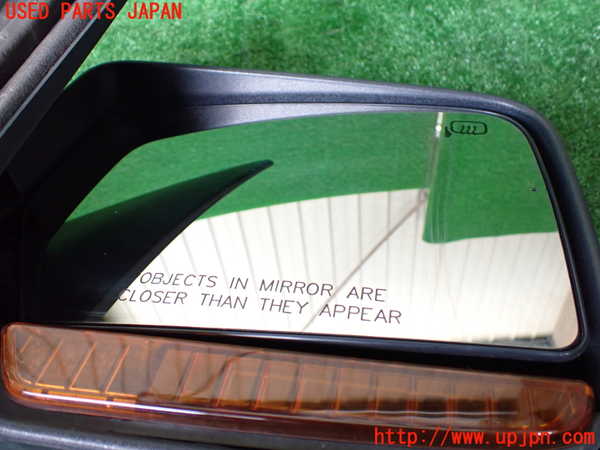 USED PARTS JAPAN
OBJECTS IN MIRROR ARE
CLOSER THAN THEY APPEAR
http://www.upjpn.com/